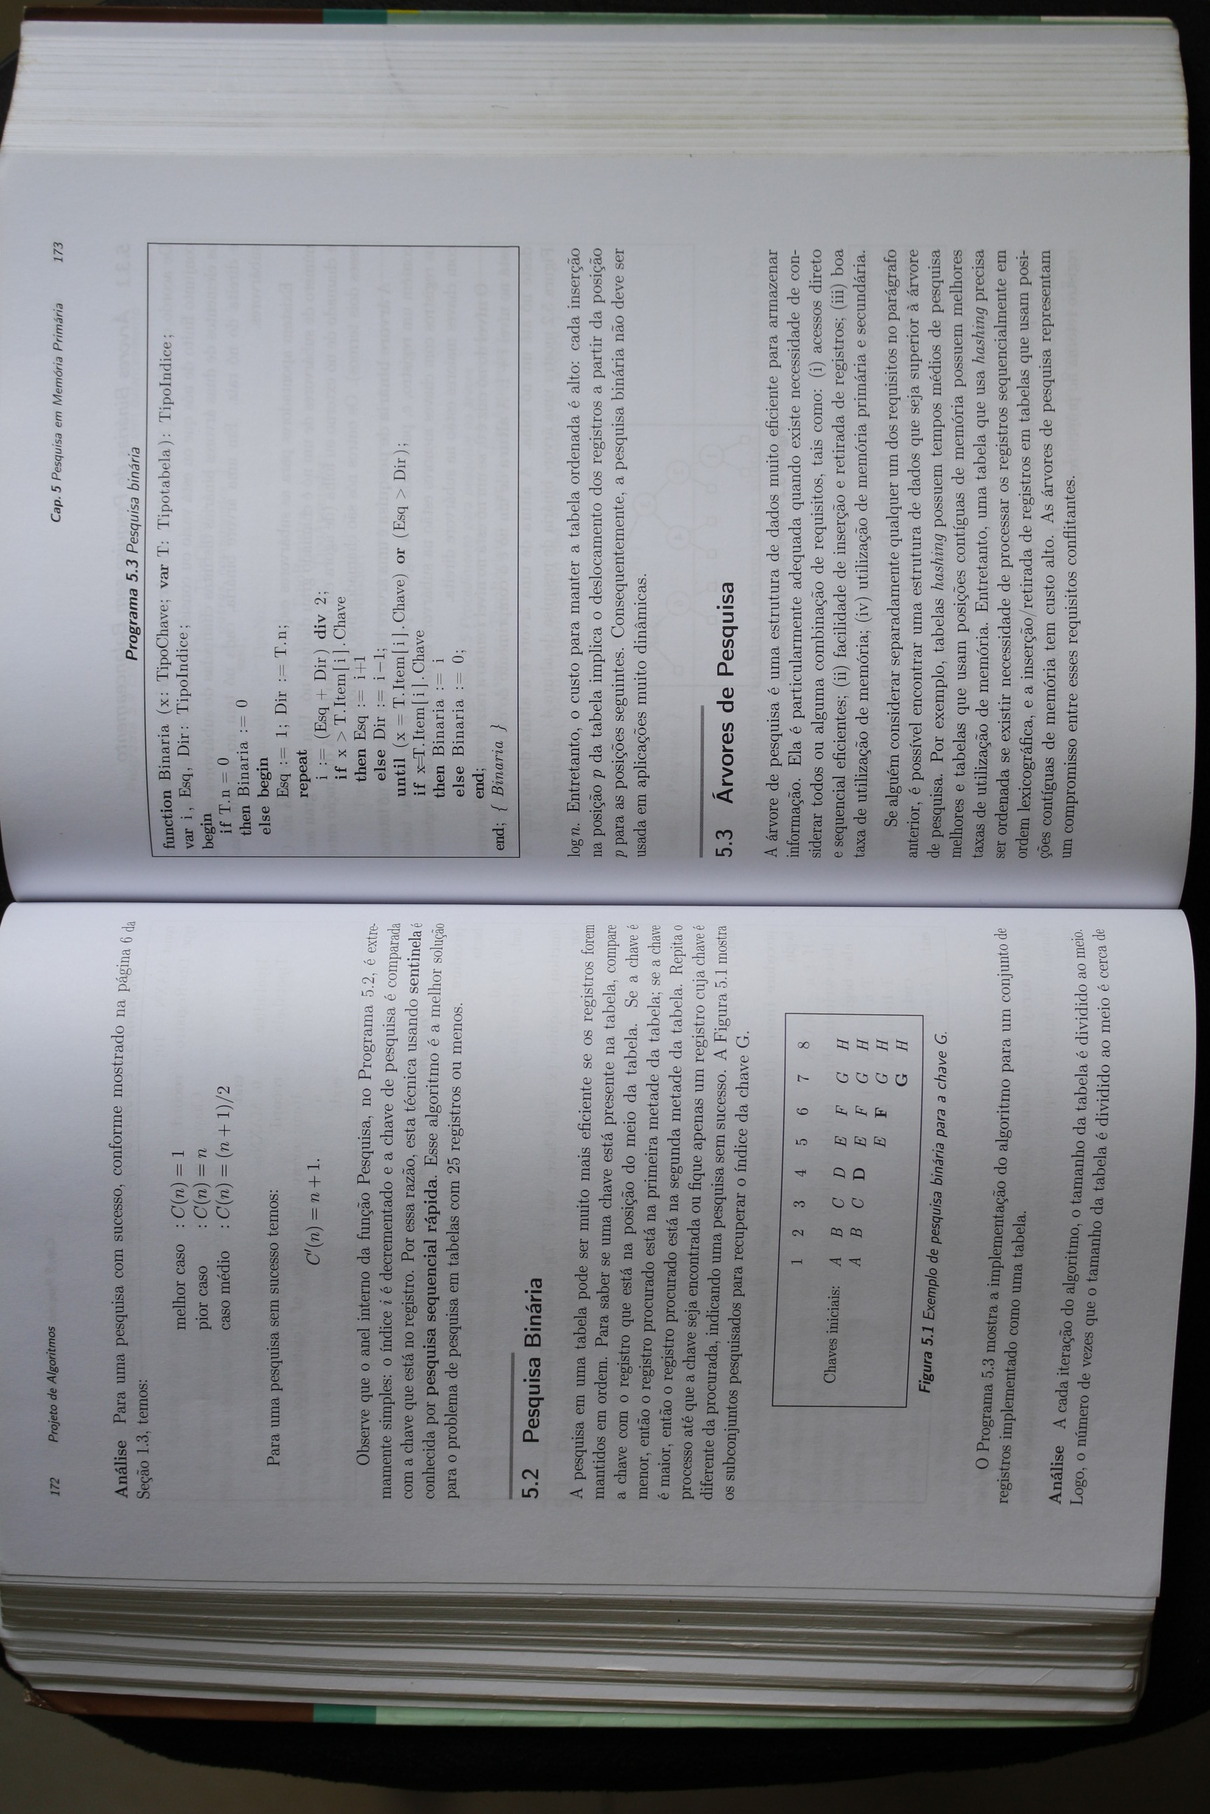 172 Projeto de Algoritmos
Análise Para uma pesquisa com sucesso, conforme mostrado na página 6 da
Seção 1.3, temos:
melhor caso : C(n) = 1
pior caso : C(n) = n
caso médio : C(n) = (n + 1)/2
Para uma pesquisa sem sucesso temos:
C′(n) = n + 1.
Observe que o anel interno da função Pesquisa, no Programa 5.2, é extre-
mamente simples: o índice i é decrementado e a chave de pesquisa é comparada
com a chave que está no registro. Por essa razão, esta técnica usando sentinela é
conhecida por pesquisa sequencial rápida. Esse algoritmo é a melhor solução
para o problema de pesquisa em tabelas com 25 registros ou menos.
5.2 Pesquisa Binária
A pesquisa em uma tabela pode ser muito mais eficiente se os registros forem
mantidos em ordem. Para saber se uma chave está presente na tabela, compare
a chave com o registro que está na posição do meio da tabela. Se a chave é
menor, então o registro procurado está na primeira metade da tabela; se a chave
é maior, então o registro procurado está na segunda metade da tabela. Repita o
processo até que a chave seja encontrada ou fique apenas um registro cuja chave é
diferente da procurada, indicando uma pesquisa sem sucesso. A Figura 5.1 mostra
os subconjuntos pesquisados para recuperar o índice da chave G.
1 2 3 4 5 6 7 8
Chaves iniciais: A B C D E F G H
A B C D E F G H
E F G H
G H
Figura 5.1 Exemplo de pesquisa binária para a chave G.
O Programa 5.3 mostra a implementação do algoritmo para um conjunto de
registros implementado como uma tabela.
Análise A cada iteração do algoritmo, o tamanho da tabela é dividido ao meio.
Logo, o número de vezes que o tamanho da tabela é dividido ao meio é cerca de
Cap. 5 Pesquisa em Memória Primária 173
Programa 5.3 Pesquisa binária
function Binaria (x: TipoChave; var T: Tipotabela): TipoIndice;
var i, Esq, Dir: TipoIndice;
begin
if T.n = 0
then Binaria := 0
else begin
Esq := 1; Dir := T.n;
repeat
i := (Esq + Dir) div 2;
if x > T.Item[i].Chave
then Esq := i+1
else Dir := i−1;
until (x = T.Item[i].Chave) or (Esq > Dir);
if x=T.Item[i].Chave
then Binaria := i
else Binaria := 0;
end;
end; { Binaria }
log n. Entretanto, o custo para manter a tabela ordenada é alto: cada inserção
na posição p da tabela implica o deslocamento dos registros a partir da posição
p para as posições seguintes. Consequentemente, a pesquisa binária não deve ser
usada em aplicações muito dinâmicas.
5.3 Árvores de Pesquisa
A árvore de pesquisa é uma estrutura de dados muito eficiente para armazenar
informação. Ela é particularmente adequada quando existe necessidade de con-
siderar todos ou alguma combinação de requisitos, tais como: (i) acessos direto
e sequencial eficientes; (ii) facilidade de inserção e retirada de registros; (iii) boa
taxa de utilização de memória; (iv) utilização de memória primária e secundária.
Se alguém considerar separadamente qualquer um dos requisitos no parágrafo
anterior, é possível encontrar uma estrutura de dados que seja superior à árvore
de pesquisa. Por exemplo, tabelas hashing possuem tempos médios de pesquisa
melhores e tabelas que usam posições contíguas de memória possuem melhores
taxas de utilização de memória. Entretanto, uma tabela que usa hashing precisa
ser ordenada se existir necessidade de processar os registros sequencialmente em
ordem lexicográfica, e a inserção/retirada de registros em tabelas que usam posi-
ções contíguas de memória tem custo alto. As árvores de pesquisa representam
um compromisso entre esses requisitos conflitantes.